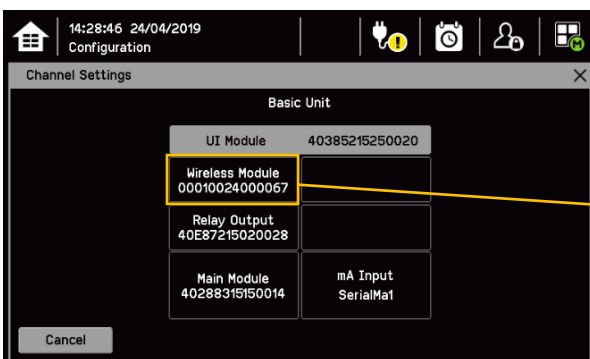 14:28:46 24/04/2019
Configuration
M
Channel Settings
Basic Unit
UI Module 40385215250020
Wireless Module
00010024000067
Relay Output
40E87215020028
Main Module
40288315150014
mA Input
SerialMa1
Cancel